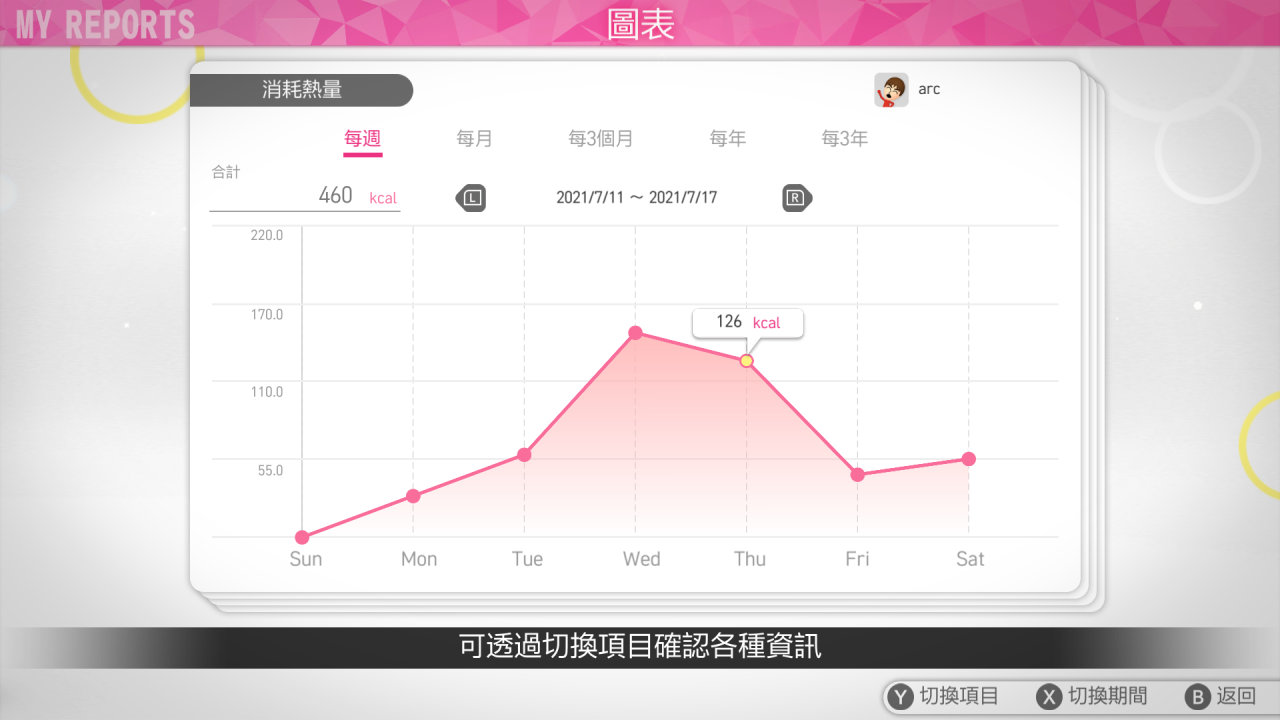 MY REPORTS
圖表
消耗熱量
arc
每週 每月 每3個月 每年 每3年
合計
460 kcal
L 2021/7/11 ～ 2021/7/17 R
220.0
170.0
126 kcal
110.0
55.0
Sun Mon Tue Wed Thu Fri Sat
可透過切換項目確認各種資訊
Y 切換項目 X 切換期間 B 返回